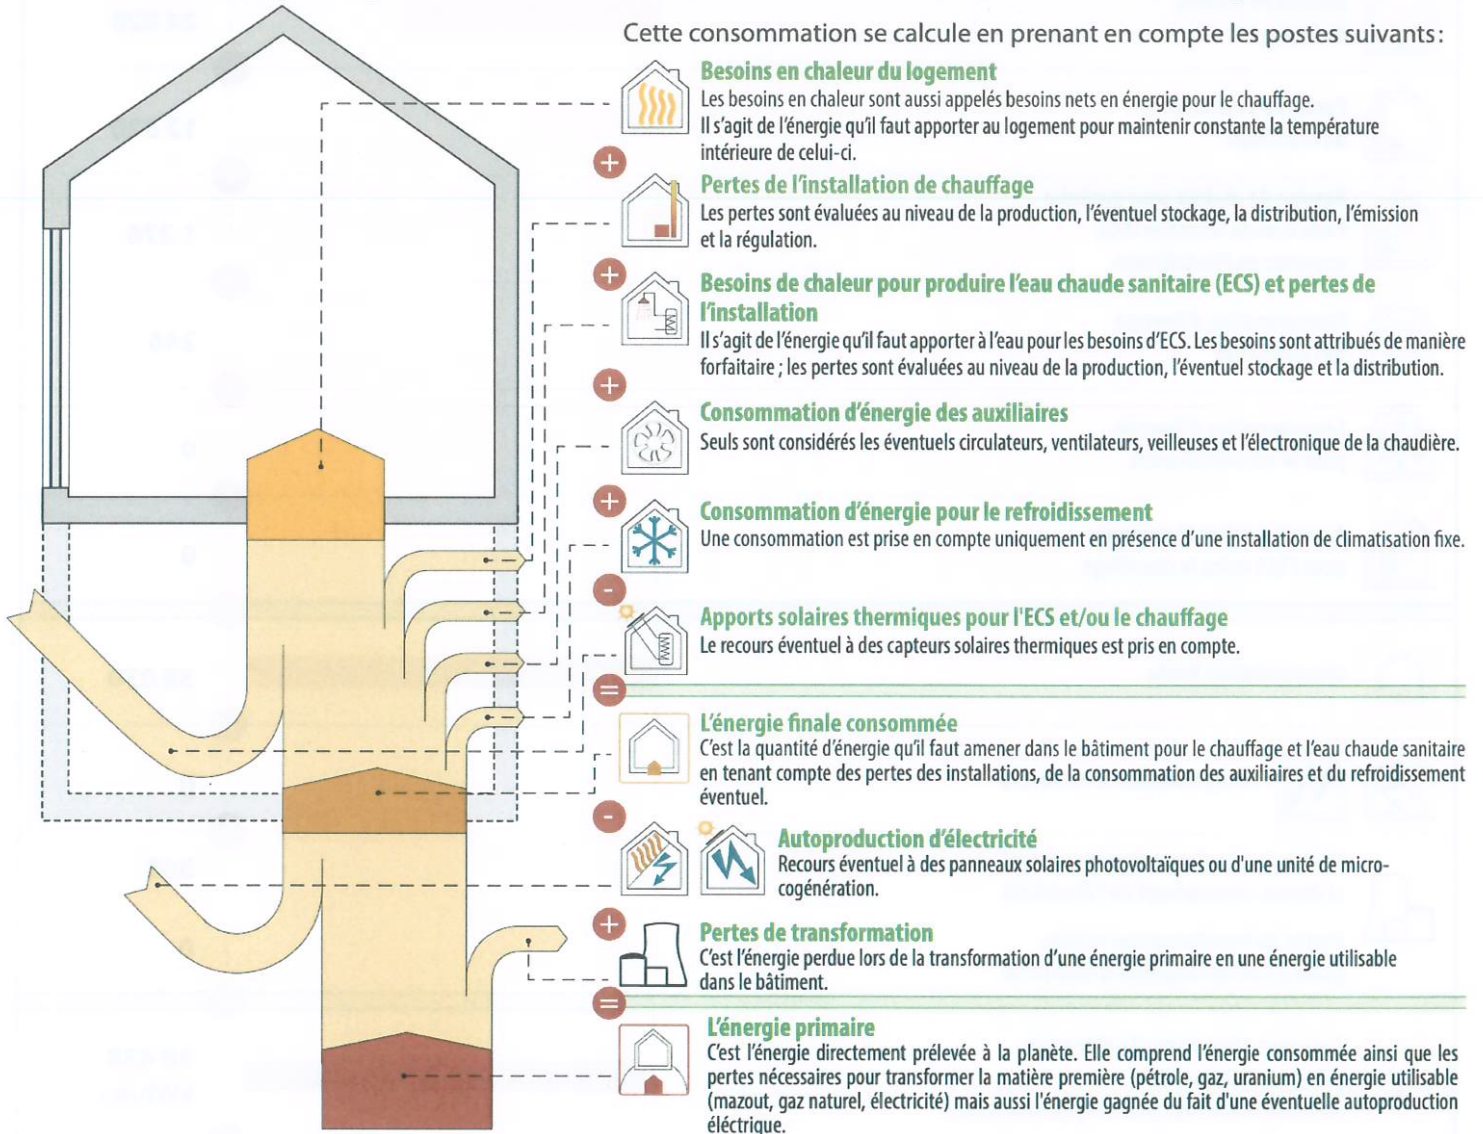 Cette consommation se calcule en prenant en compte les postes suivants :
Besoins en chaleur du logement
Les besoins en chaleur sont aussi appelés besoins nets en énergie pour le chauffage.
Il s'agit de l'énergie qu'il faut apporter au logement pour maintenir constante la température
intérieure de celui-ci.
+
Pertes de l'installation de chauffage
Les pertes sont évaluées au niveau de la production, l'éventuel stockage, la distribution, l'émission
et la régulation.
+
Besoins de chaleur pour produire l'eau chaude sanitaire (ECS) et pertes de
l'installation
Il s'agit de l'énergie qu'il faut apporter à l'eau pour les besoins d'ECS. Les besoins sont attribués de manière
forfaitaire ; les pertes sont évaluées au niveau de la production, l'éventuel stockage et la distribution.
+
Consommation d'énergie des auxiliaires
Seuls sont considérés les éventuels circulateurs, ventilateurs, veilleuses et l'électronique de la chaudière.
+
Consommation d'énergie pour le refroidissement
Une consommation est prise en compte uniquement en présence d'une installation de climatisation fixe.
-
Apports solaires thermiques pour l'ECS et/ou le chauffage
Le recours éventuel à des capteurs solaires thermiques est pris en compte.
=
L'énergie finale consommée
C'est la quantité d'énergie qu'il faut amener dans le bâtiment pour le chauffage et l'eau chaude sanitaire
en tenant compte des pertes des installations, de la consommation des auxiliaires et du refroidissement
éventuel.
-
Autoproduction d'électricité
Recours éventuel à des panneaux solaires photovoltaïques ou d'une unité de micro-
cogénération.
+
Pertes de transformation
C'est l'énergie perdue lors de la transformation d'une énergie primaire en une énergie utilisable
dans le bâtiment.
=
L'énergie primaire
C'est l'énergie directement prélevée à la planète. Elle comprend l'énergie consommée ainsi que les
pertes nécessaires pour transformer la matière première (pétrole, gaz, uranium) en énergie utilisable
(mazout, gaz naturel, électricité) mais aussi l'énergie gagnée du fait d'une éventuelle autoproduction
éléctrique.